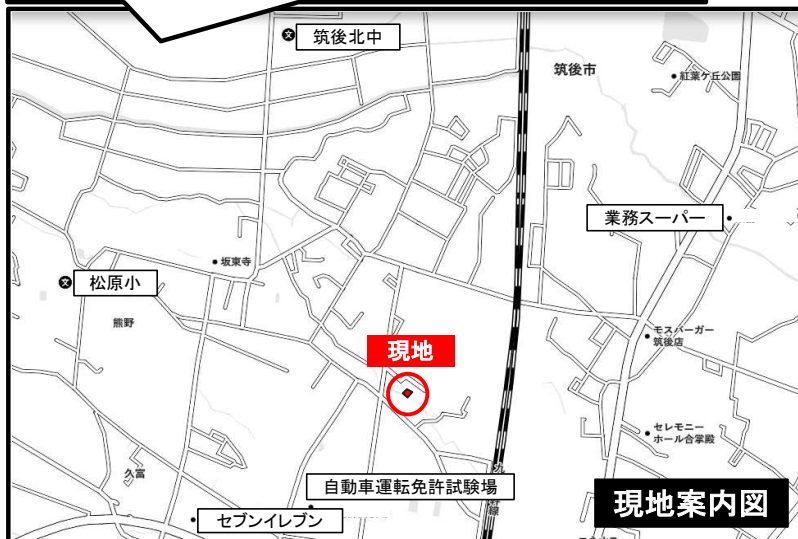 筑後北中
筑後市
紅葉ケ丘公園
業務スーパー
坂東寺
松原小
熊野
モスバーガー
筑後店
現地
セレモニー
ホール合掌殿
久富
自動車運転免許試験場
セブンイレブン
現地案内図